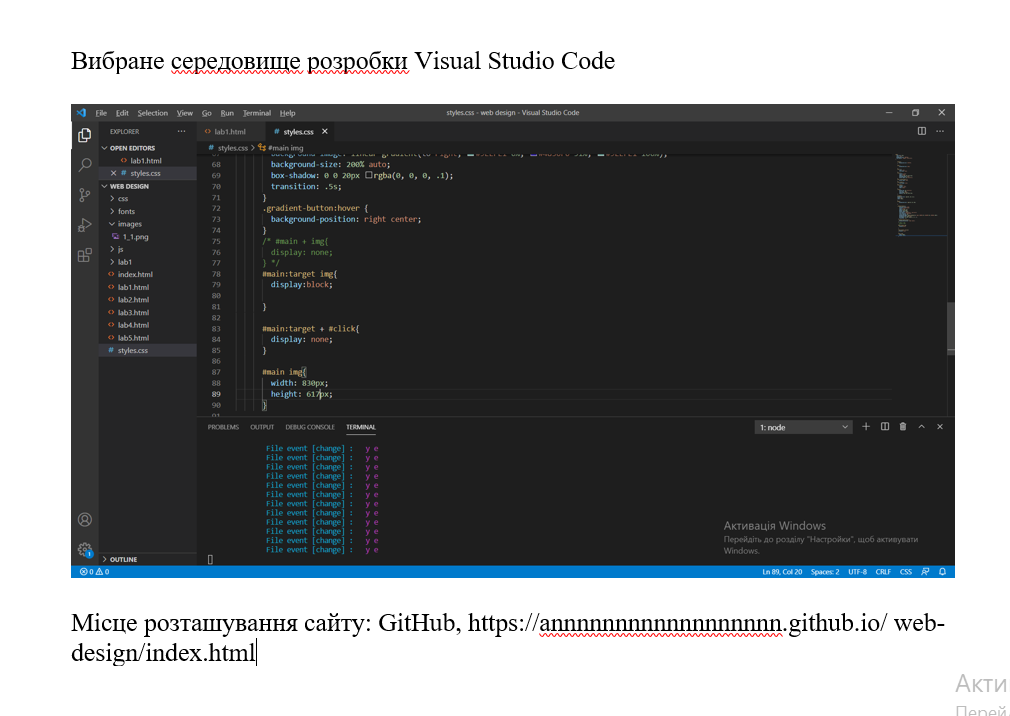 Вибране середовище розробки Visual Studio Code
File Edit Selection View Go Run Terminal Help
styles.css - web design - Visual Studio Code
EXPLORER
OPEN EDITORS
lab1.html
styles.css
WEB DESIGN
css
fonts
images
1_1.png
js
lab1
index.html
lab1.html
lab2.html
lab3.html
lab4.html
lab5.html
styles.css
OUTLINE
lab1.html
styles.css
styles.css > #main img
68 background-size: 200% auto;
69 box-shadow: 0 0 20px rgba(0, 0, 0, .1);
70 transition: .5s;
71 }
72 .gradient-button:hover {
73 background-position: right center;
74 }
75 /* #main + img{
76 display: none;
77 } */
78 #main:target img{
79 display:block;
80
81 }
82
83 #main:target + #click{
84 display: none;
85 }
86
87 #main img{
88 width: 830px;
89 height: 617px;
90 }
PROBLEMS OUTPUT DEBUG CONSOLE TERMINAL
1: node
File event [change] : y e
File event [change] : y e
File event [change] : y e
File event [change] : y e
File event [change] : y e
File event [change] : y e
File event [change] : y e
File event [change] : y e
File event [change] : y e
File event [change] : y e
File event [change] : y e
File event [change] : y e
Активація Windows
Перейдіть до розділу "Настройки", щоб активувати
Windows.
0 0
Ln 89, Col 20 Spaces: 2 UTF-8 CRLF CSS
Місце розташування сайту: GitHub, https://annnnnnnnnnnnnnnnnn.github.io/ web-
design/index.html
Акти
Перей